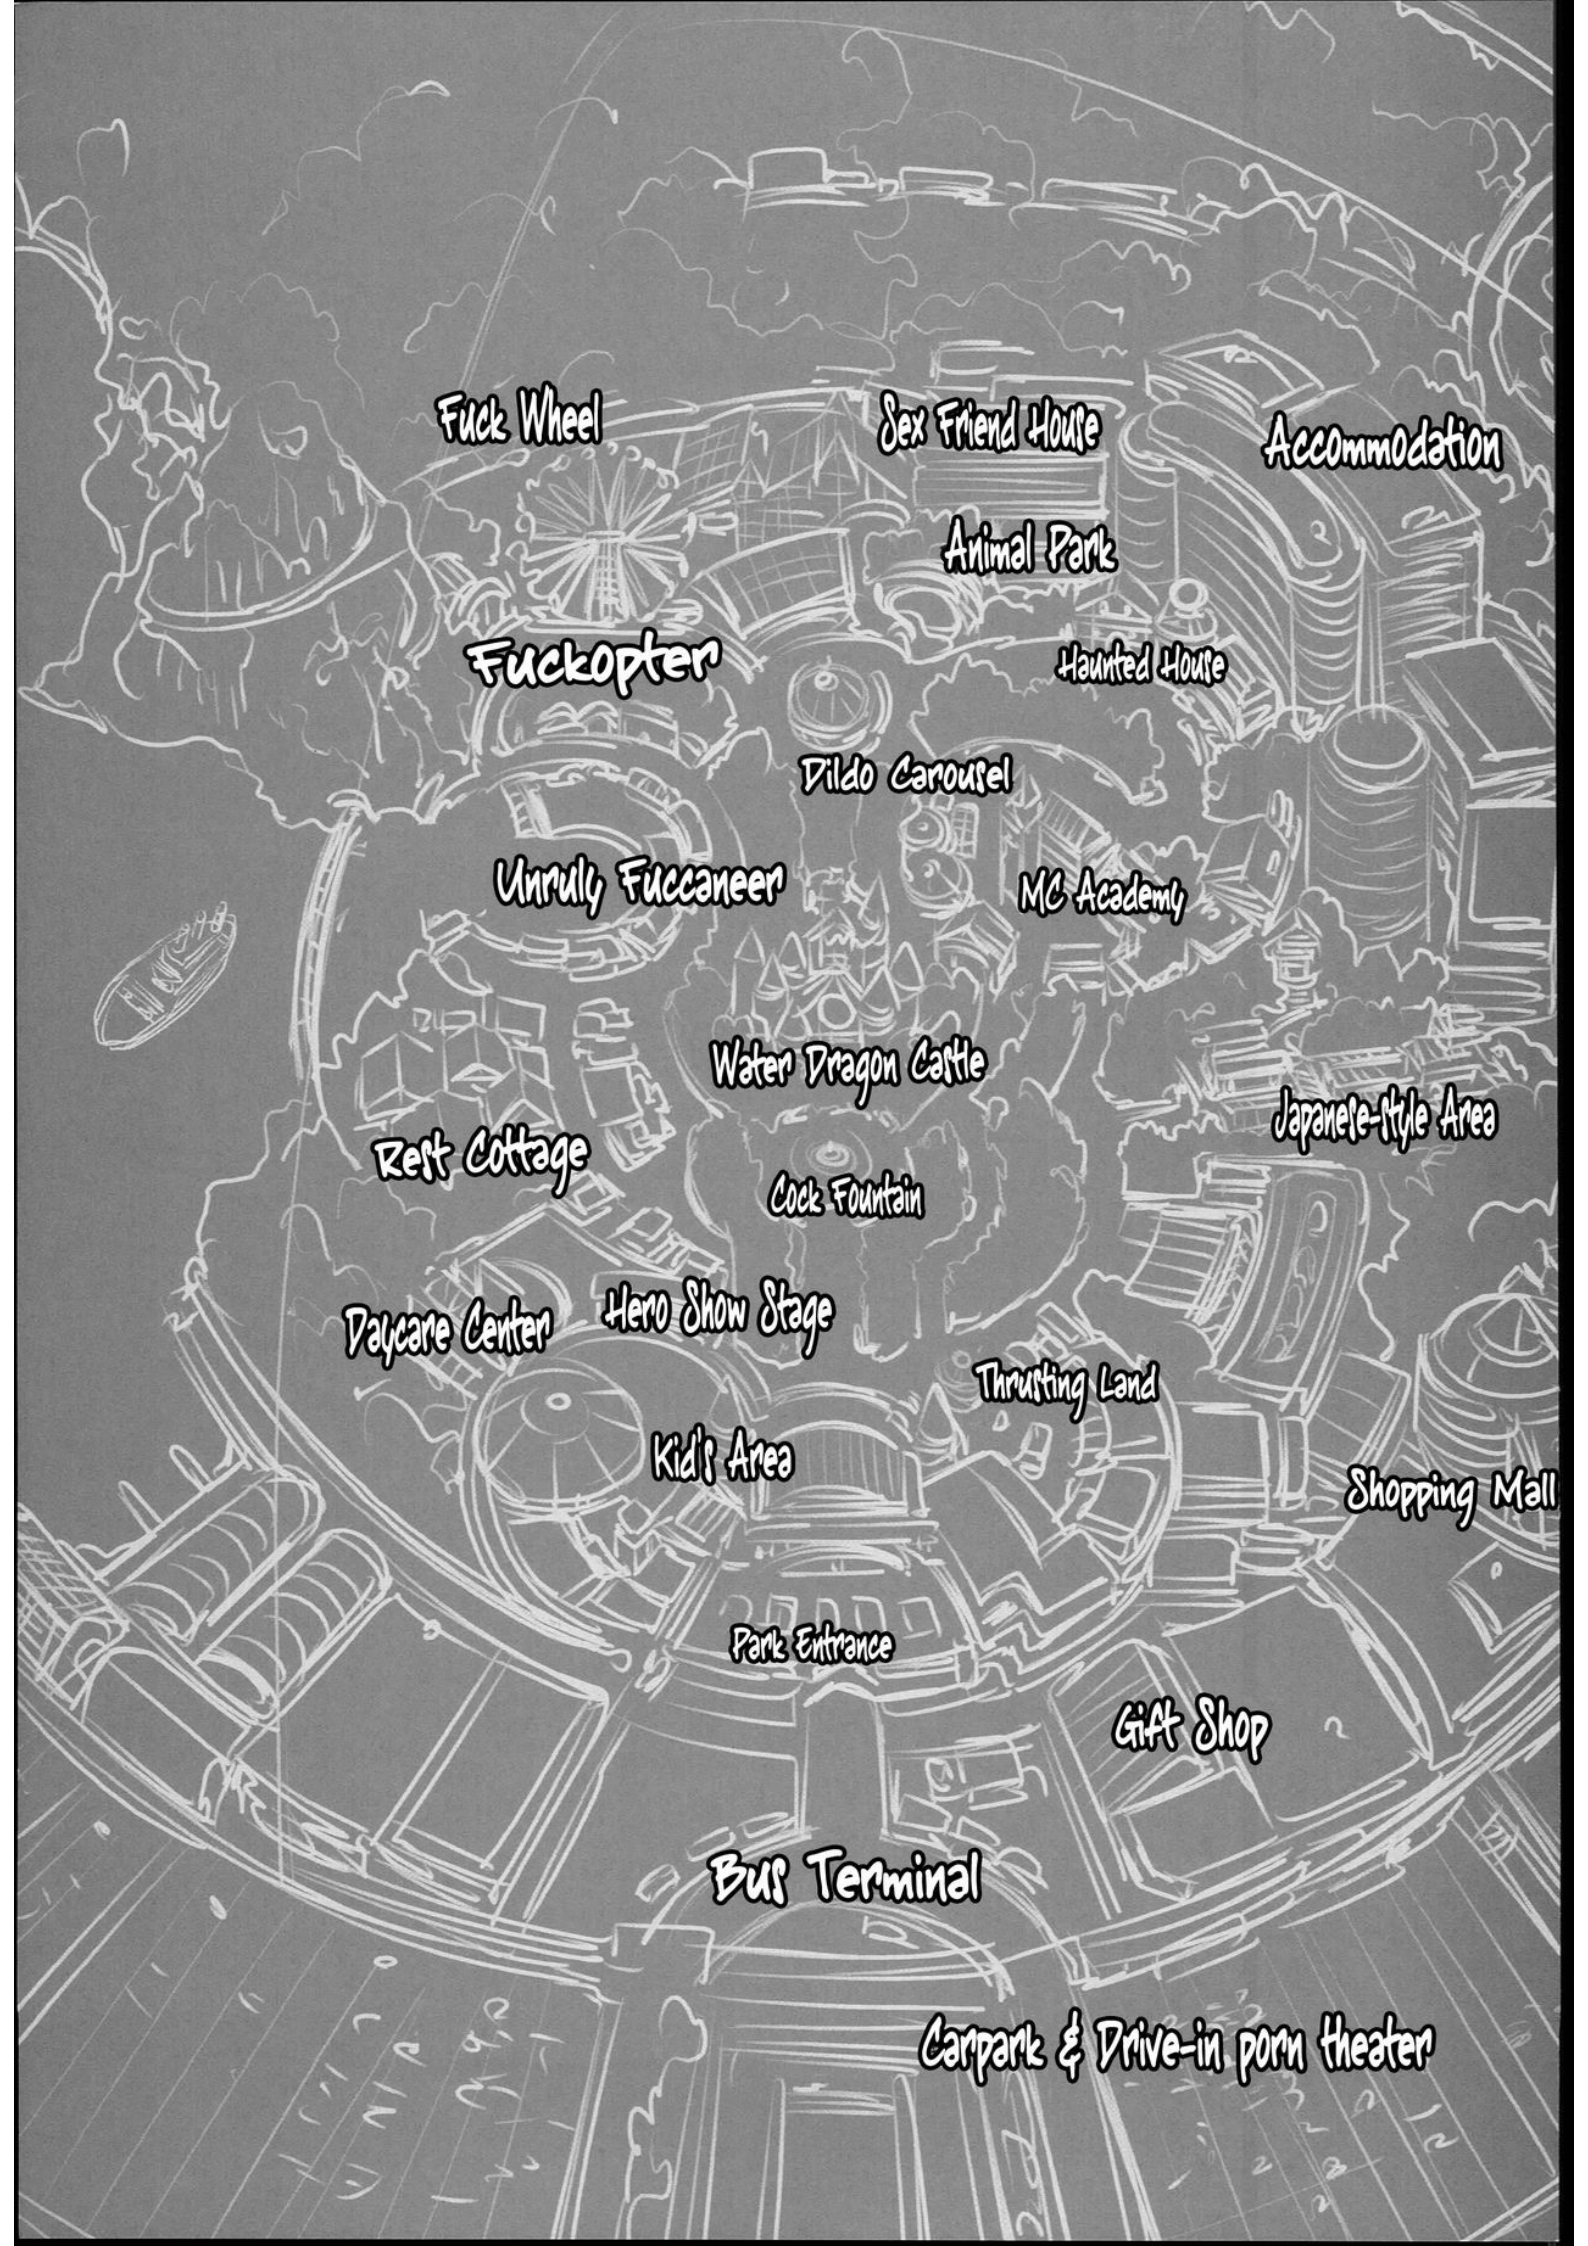 Fuck Wheel
Sex Friend House
Accommodation
Animal Park
Fuckopter
Haunted House
Dildo Carousel
Unruly Fuccaneer
MC Academy
Water Dragon Castle
Japanese-style Area
Rest Cottage
Cock Fountain
Daycare Center
Hero Show Stage
Thrusting Land
Kid's Area
Shopping Mall
Park Entrance
Gift Shop
Bus Terminal
Carpark & Drive-in porn theater